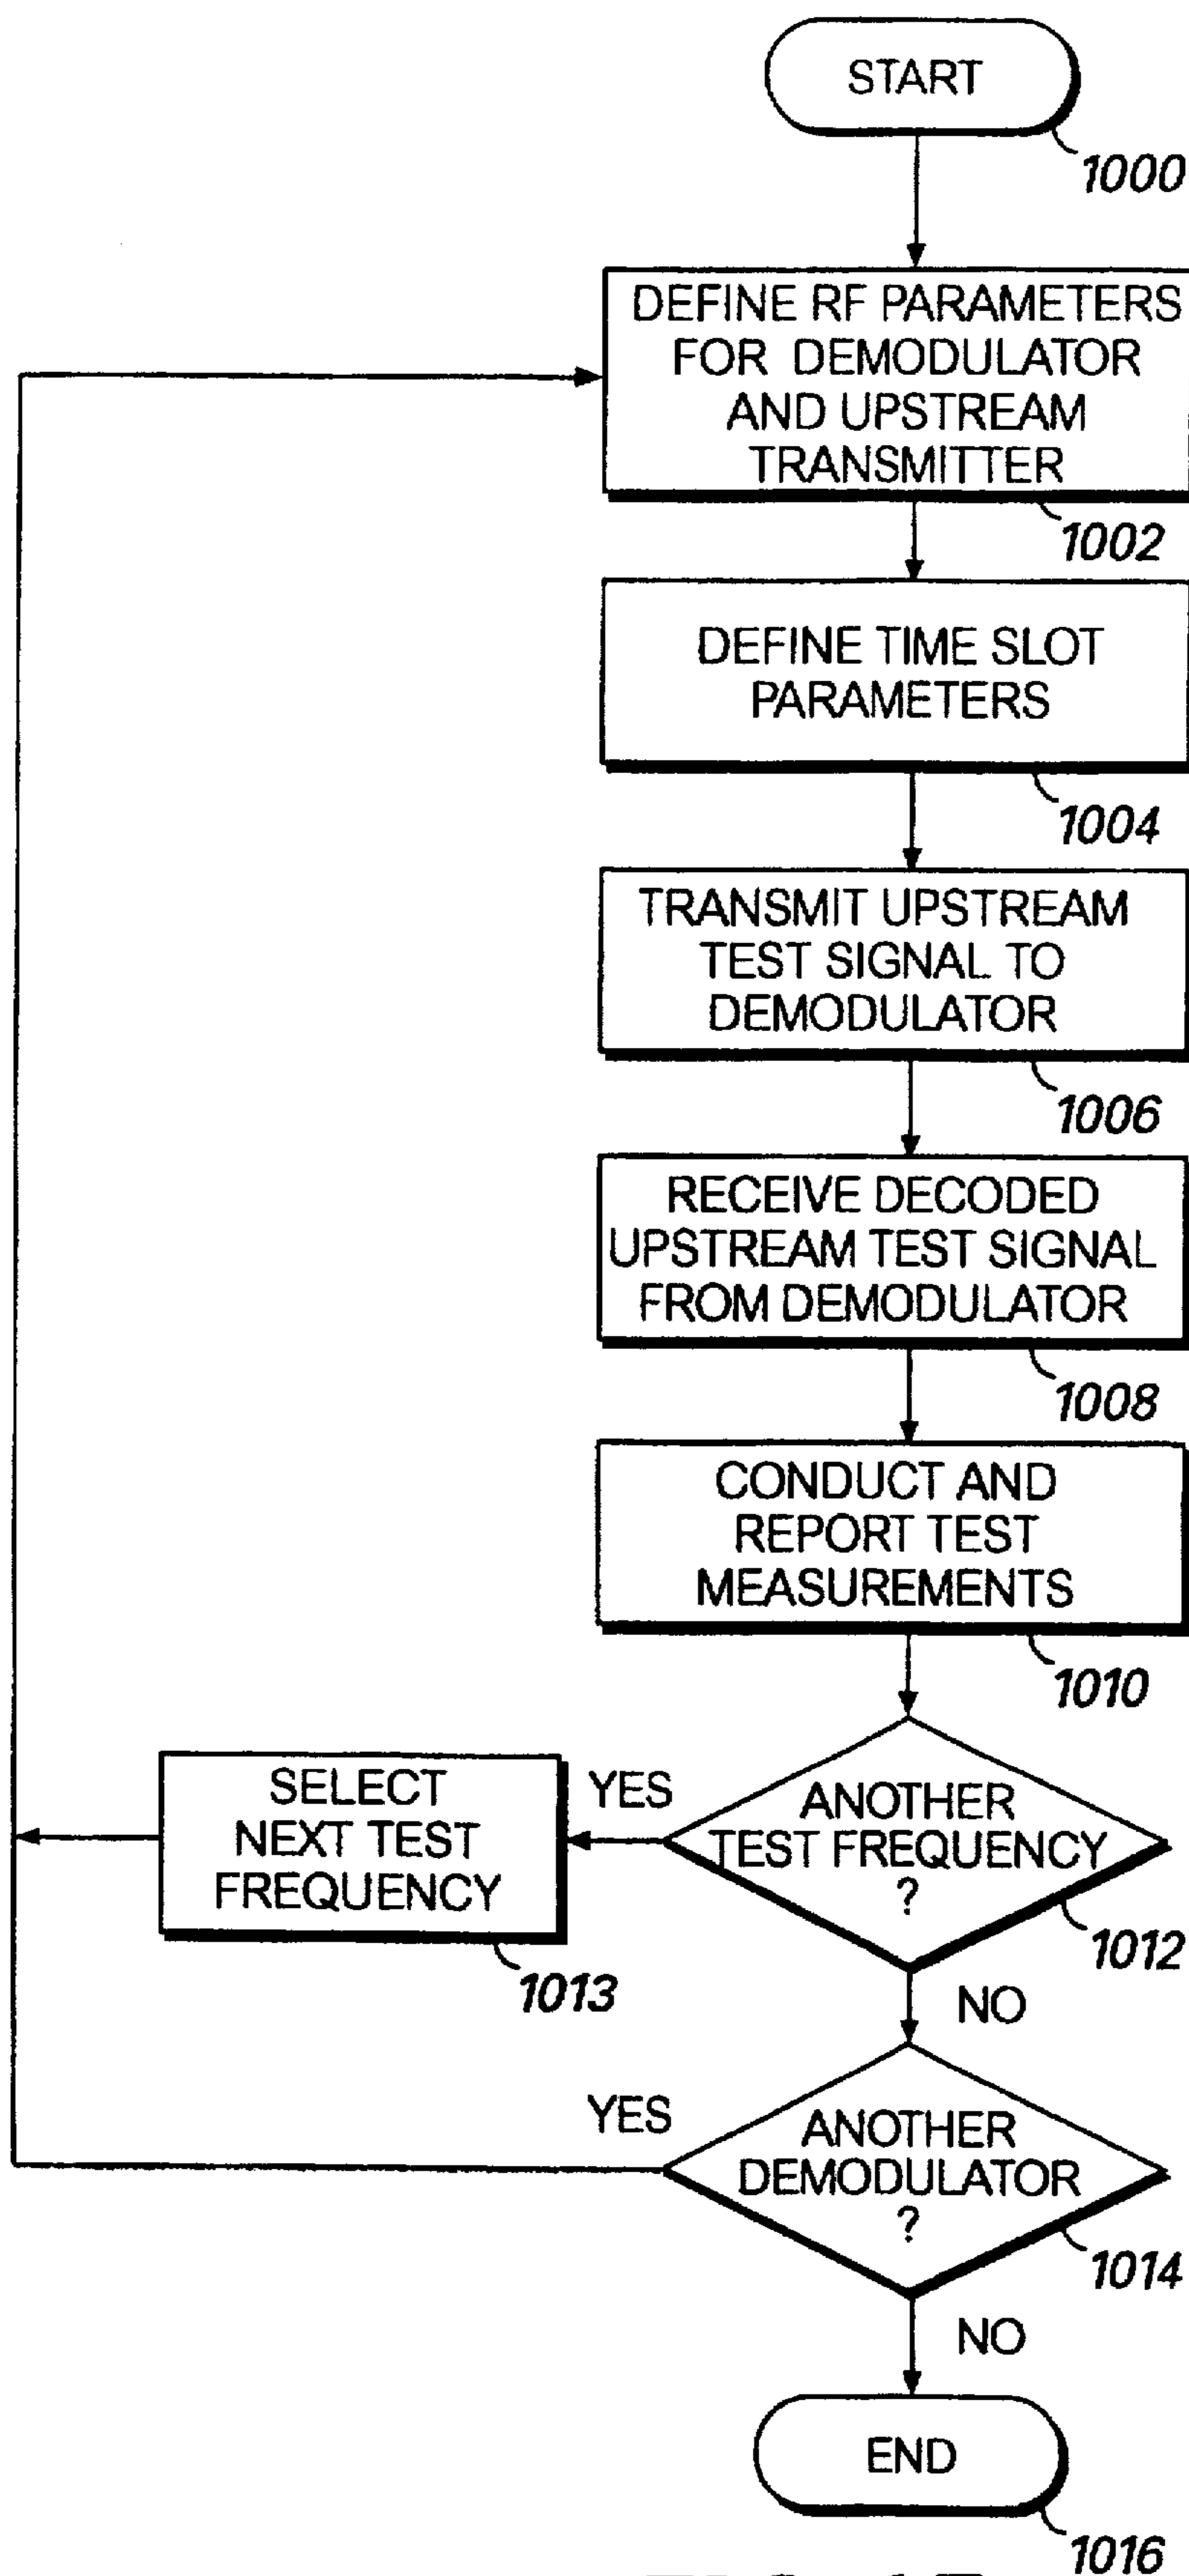 START
1000
DEFINE RF PARAMETERS
FOR DEMODULATOR
AND UPSTREAM
TRANSMITTER
1002
DEFINE TIME SLOT
PARAMETERS
1004
TRANSMIT UPSTREAM
TEST SIGNAL TO
DEMODULATOR
1006
RECEIVE DECODED
UPSTREAM TEST SIGNAL
FROM DEMODULATOR
1008
CONDUCT AND
REPORT TEST
MEASUREMENTS
1010
ANOTHER
TEST FREQUENCY
?
1012
YES
SELECT
NEXT TEST
FREQUENCY
1013
NO
ANOTHER
DEMODULATOR
?
1014
YES
NO
END
1016